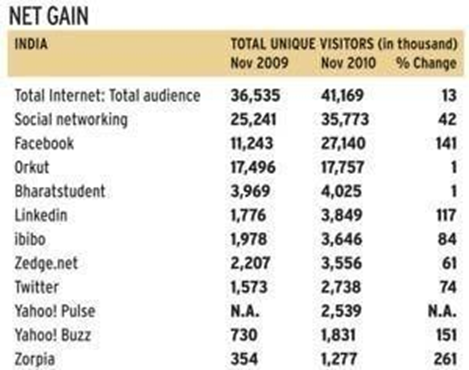 NET GAIN
INDIA TOTAL UNIQUE VISITORS (in thousand)
Nov 2009 Nov 2010 % Change
Total Internet: Total audience 36,535 41,169 13
Social networking 25,241 35,773 42
Facebook 11,243 27,140 141
Orkut 17,496 17,757 1
Bharatstudent 3,969 4,025 1
Linkedin 1,776 3,849 117
ibibo 1,978 3,646 84
Zedge.net 2,207 3,556 61
Twitter 1,573 2,738 74
Yahoo! Pulse N.A. 2,539 N.A.
Yahoo! Buzz 730 1,831 151
Zorpia 354 1,277 261